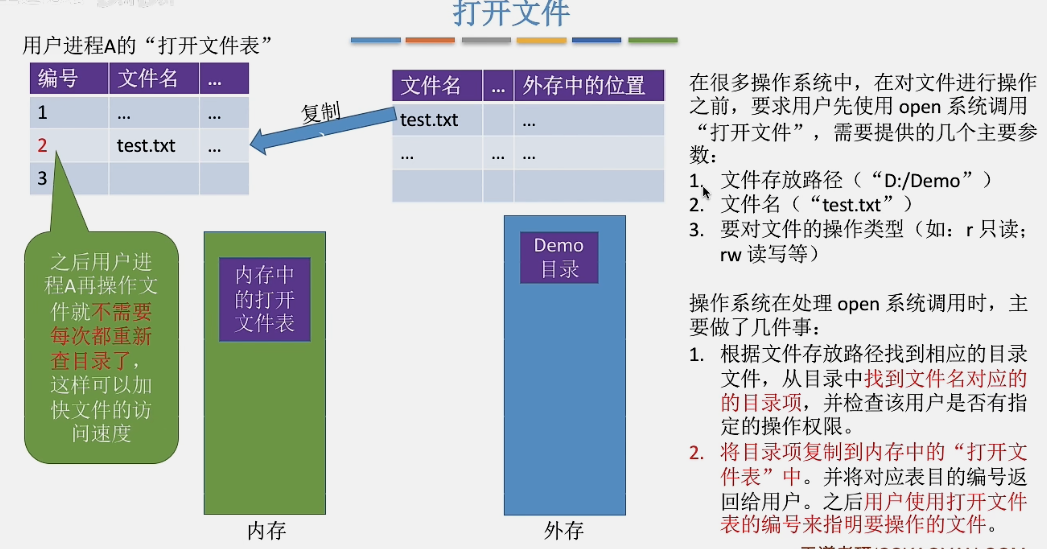 打开文件
用户进程A的“打开文件表”
编号 文件名 ...
1 ... ...
2 test.txt ...
3
复制
文件名 ... 外存中的位置
test.txt ...
... ... ...
之后用户进
程A再操作文
件就不需要
每次都重新
查目录了，
这样可以加
快文件的访
问速度
内存中
的打开
文件表
内存
Demo
目录
外存
在很多操作系统中，在对文件进行操作
之前，要求用户先使用 open 系统调用
“打开文件”，需要提供的几个主要参
数：
1. 文件存放路径（“D:/Demo”）
2. 文件名（“test.txt”）
3. 要对文件的操作类型（如：r 只读；
rw 读写等）
操作系统在处理 open 系统调用时，主
要做了几件事：
1. 根据文件存放路径找到相应的目录
文件，从目录中找到文件名对应的
的目录项，并检查该用户是否有指
定的操作权限。
2. 将目录项复制到内存中的“打开文
件表”中。并将对应表目的编号返
回给用户。之后用户使用打开文件
表的编号来指明要操作的文件。